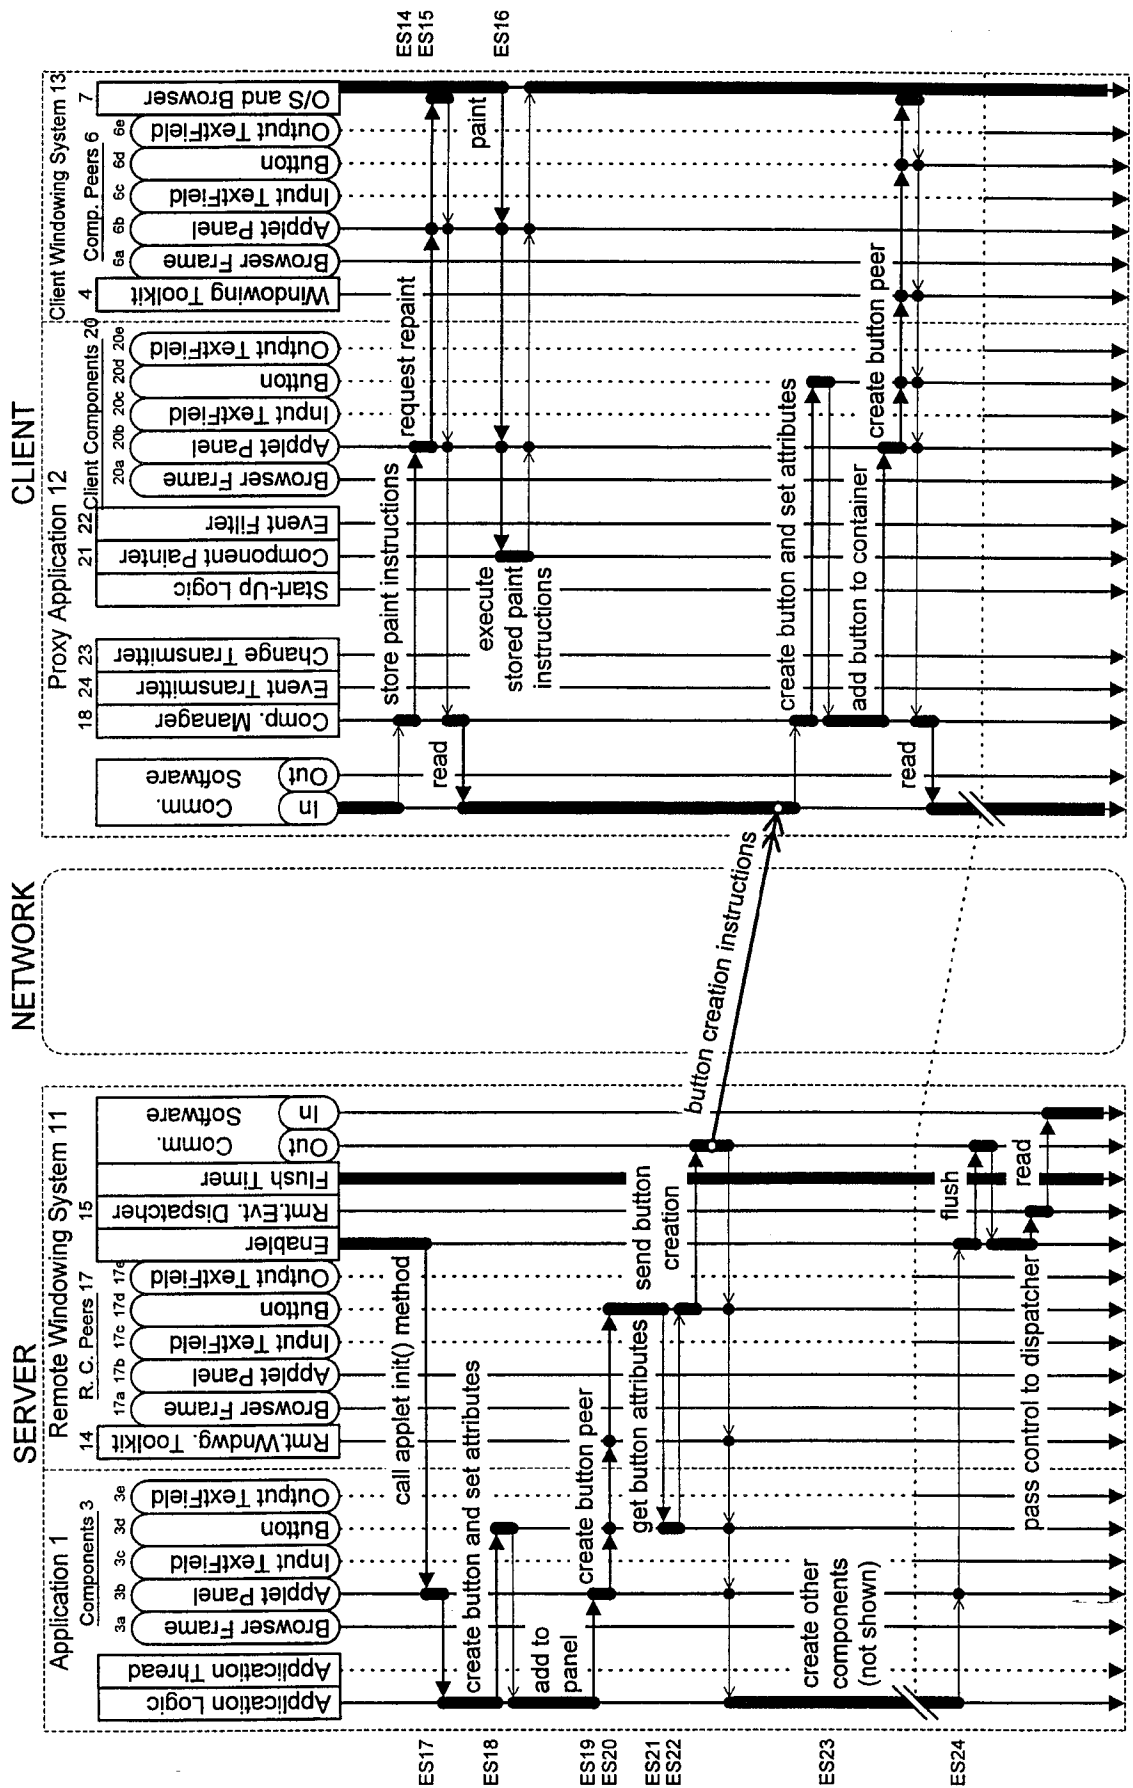 SERVER
NETWORK
CLIENT
Application 1
Remote Windowing System 11
Proxy Application 12
Client Windowing System 13
Components 3
R. C. Peers 17
Client Components 20
Comp. Peers 6
Application Logic
Application Thread
3a
Browser Frame
3b
Applet Panel
3c
Input TextField
3d
Button
3e
Output TextField
14
Rmt.Wndwg. Toolkit
17a
Browser Frame
17b
Applet Panel
17c
Input TextField
17d
Button
17e
Output TextField
Enabler
15
Rmt.Evt. Dispatcher
Flush Timer
Comm.
Software
Out
In
Comm.
Software
In
Out
18
Comp. Manager
24
Event Transmitter
23
Change Transmitter
Start-Up Logic
21
Component Painter
22
Event Filter
20a
Browser Frame
20b
Applet Panel
20c
Input TextField
20d
Button
20e
Output TextField
4
Windowing Toolkit
6a
Browser Frame
6b
Applet Panel
6c
Input TextField
6d
Button
6e
Output TextField
7
O/S and Browser
ES14
ES15
ES16
store paint instructions
request repaint
read
paint
execute
stored paint
instructions
ES17
call applet init() method
ES18
create button and set attributes
add to
panel
ES19
ES20
create button peer
ES21
ES22
get button attributes
send button
creation
button creation instructions
create button and set attributes
add button to container
create button peer
read
ES23
create other
components
(not shown)
ES24
flush
pass control to dispatcher
read